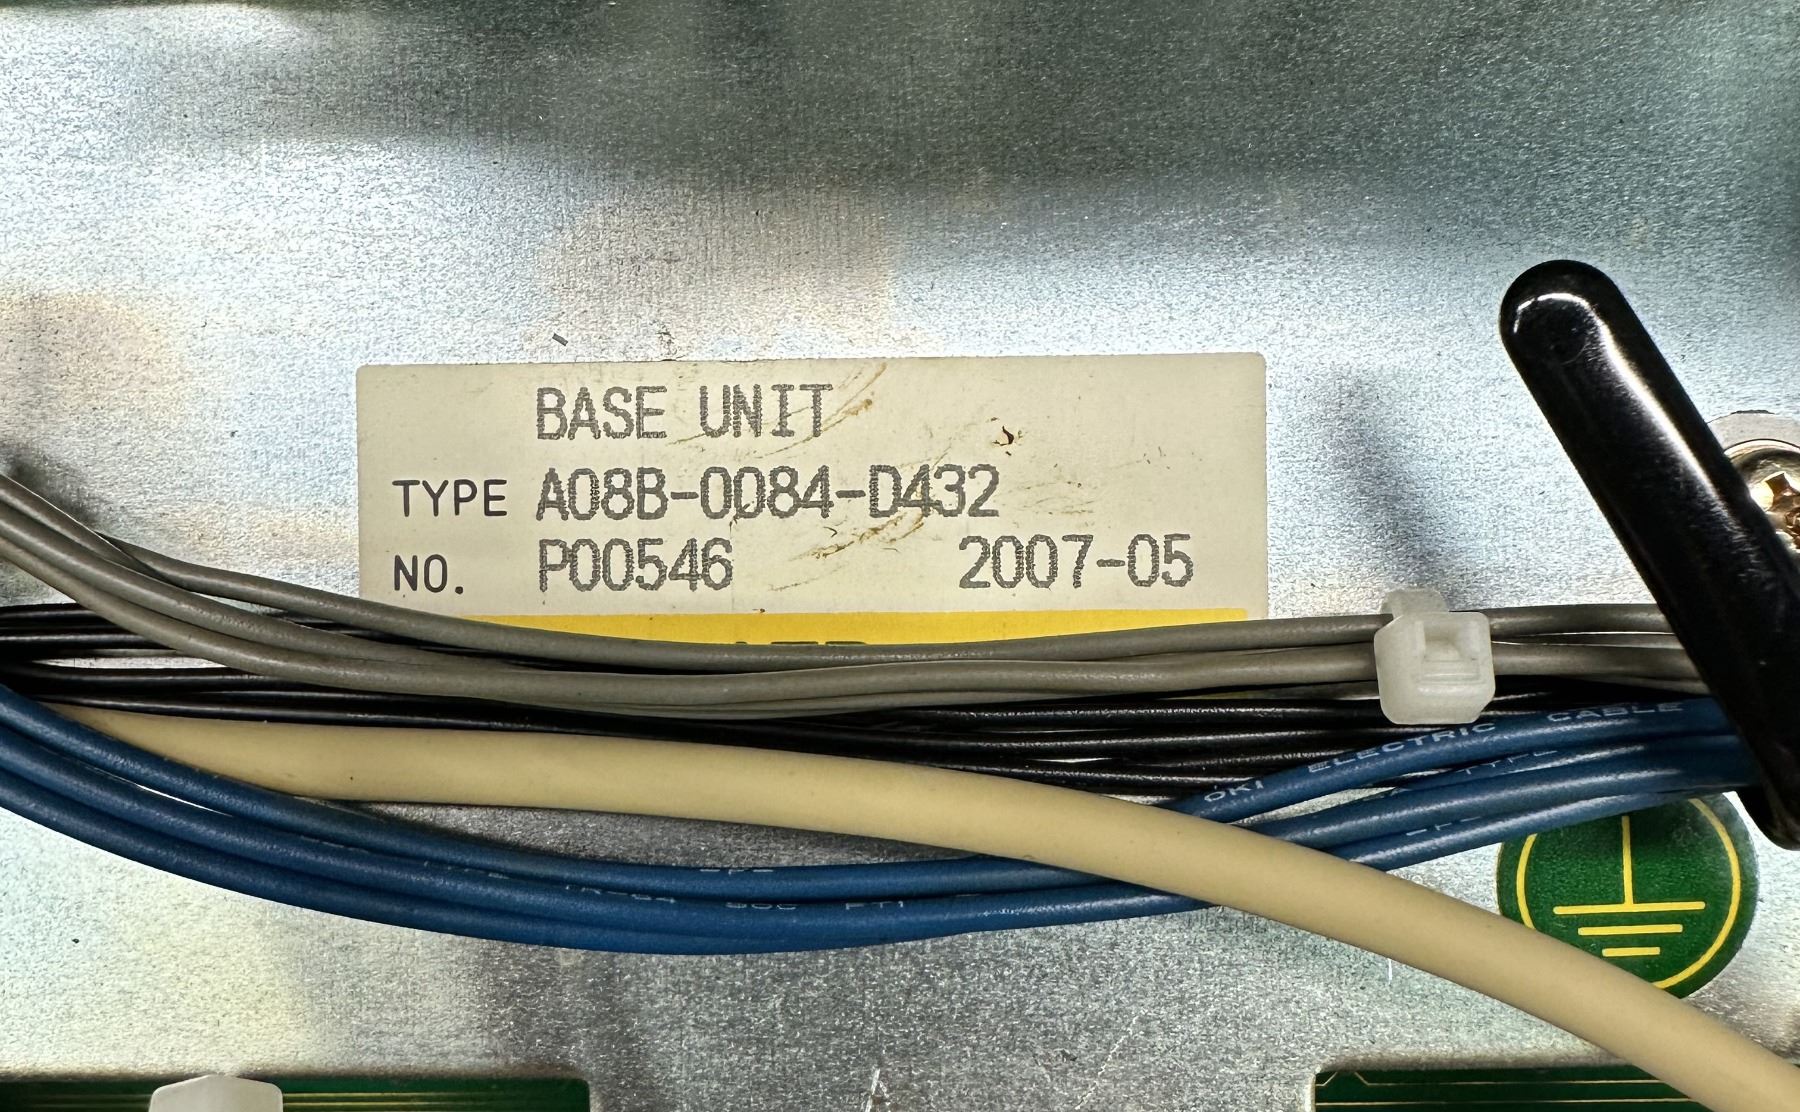 BASE UNIT
TYPE A08B-0084-D432
NO. P00546 2007-05
OKI ELECTRIC CABLE